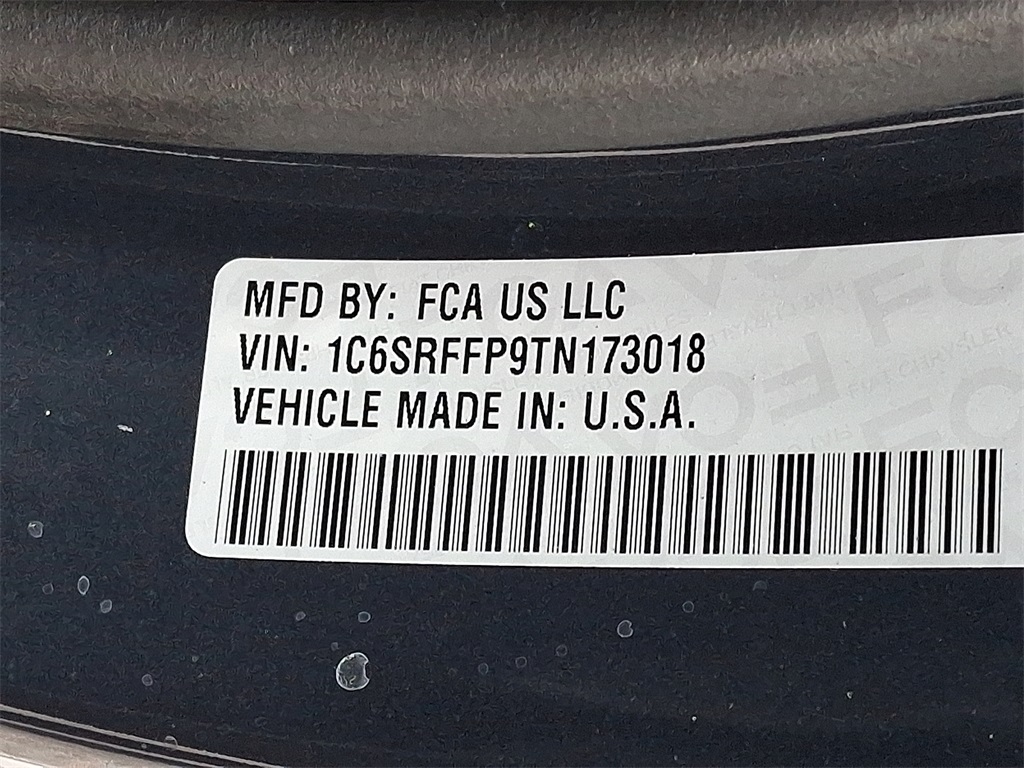 MFD BY: FCA US LLC
VIN: 1C6SRFFP9TN173018
VEHICLE MADE IN: U.S.A.